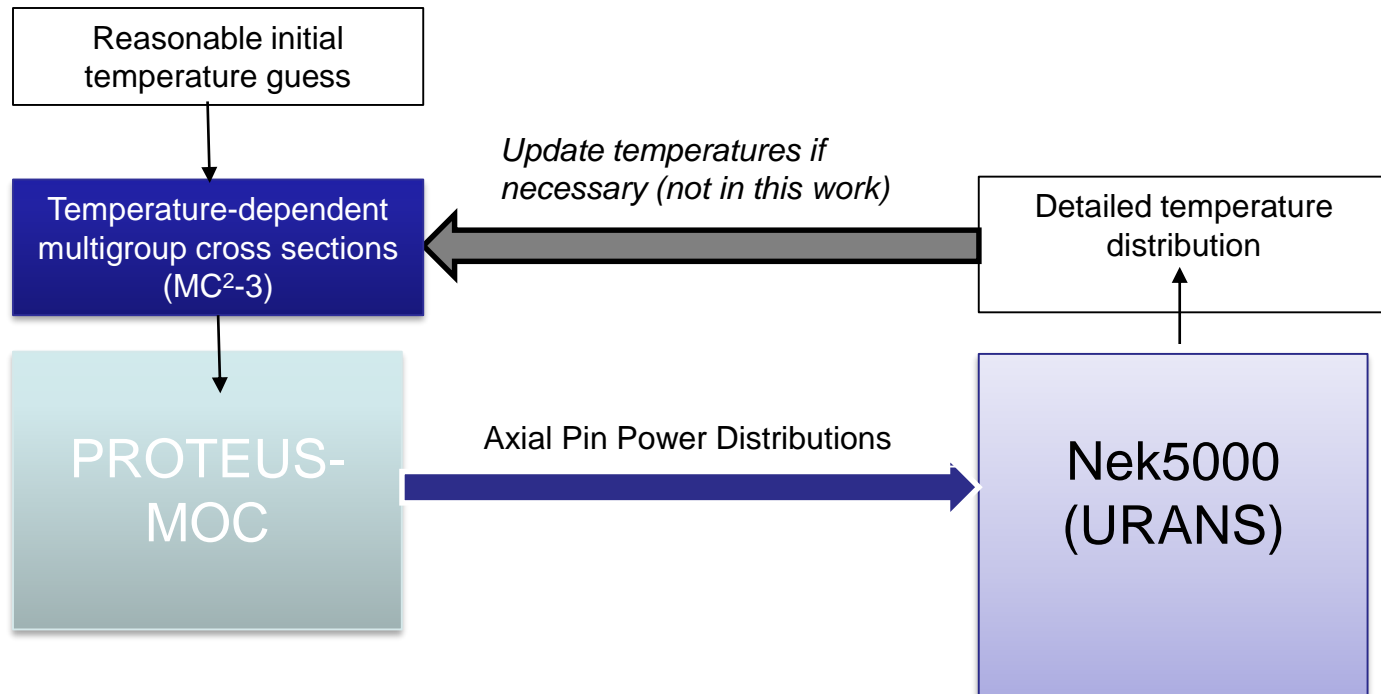 Reasonable initial
temperature guess
Update temperatures if
necessary (not in this work)
Temperature-dependent
multigroup cross sections
(MC²-3)
Detailed temperature
distribution
PROTEUS-
MOC
Axial Pin Power Distributions
Nek5000
(URANS)